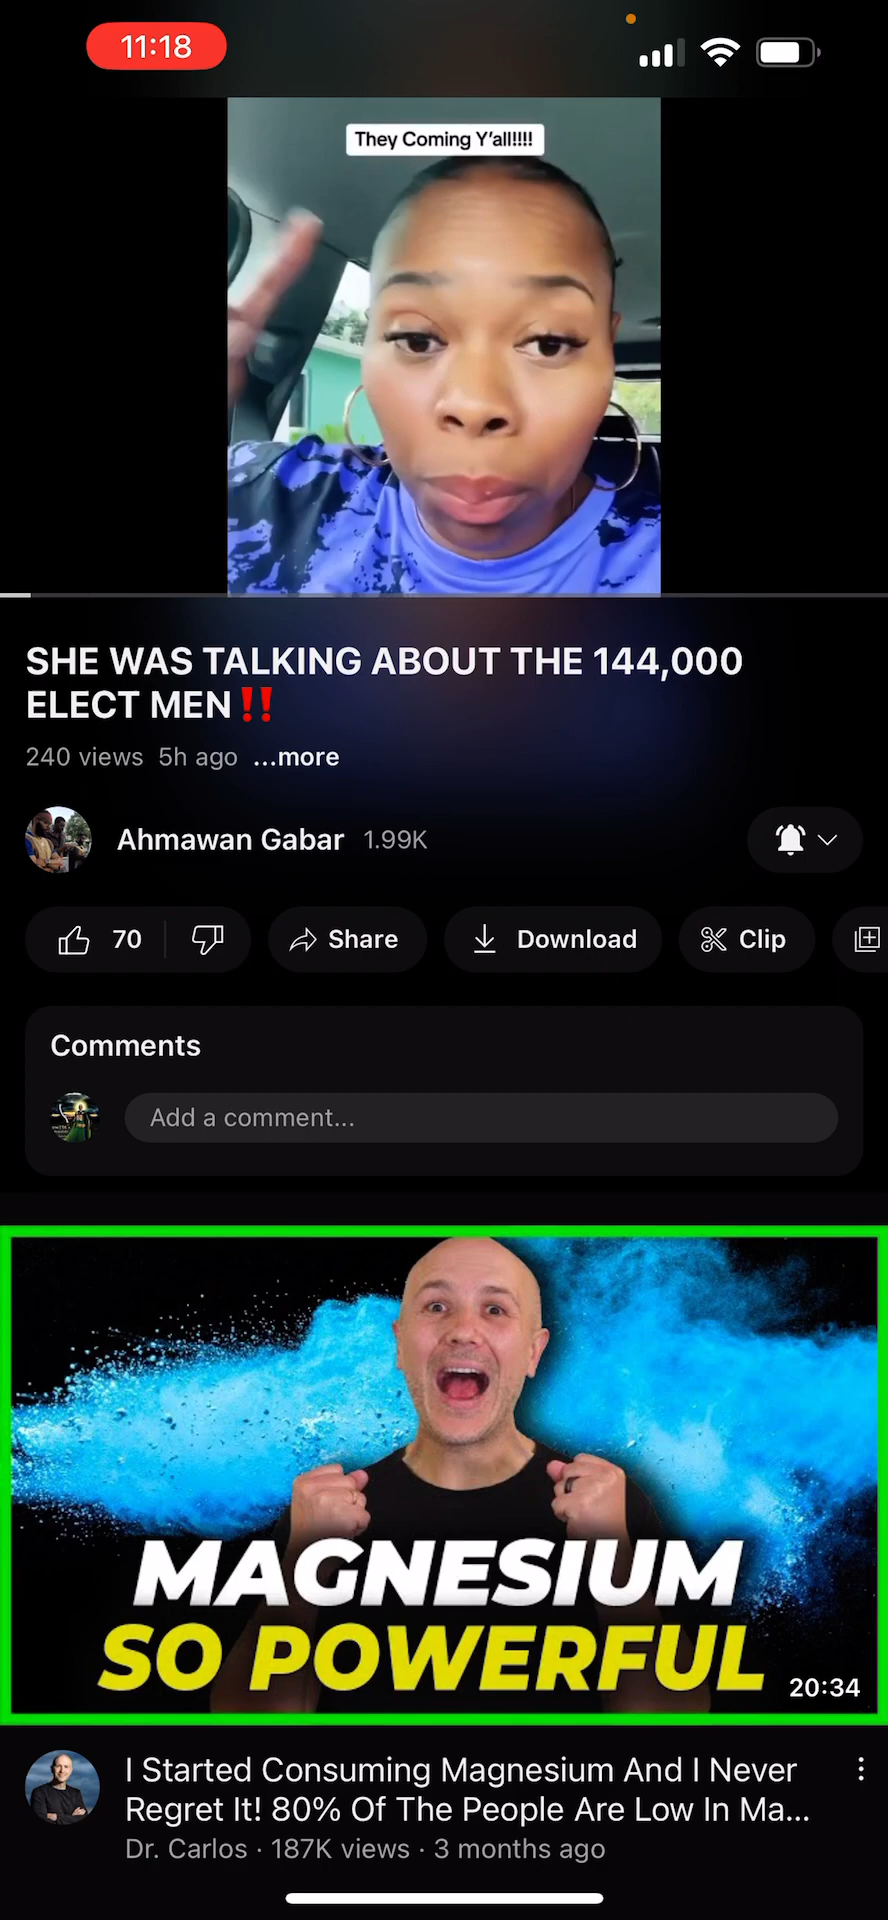 11:18
They Coming Y'all!!!!
SHE WAS TALKING ABOUT THE 144,000
ELECT MEN‼️
240 views 5h ago ...more
Ahmawan Gabar 1.99K
70 Share Download Clip
Comments
Add a comment...
MAGNESIUM
SO POWERFUL
20:34
I Started Consuming Magnesium And I Never
Regret It! 80% Of The People Are Low In Ma...
Dr. Carlos · 187K views · 3 months ago